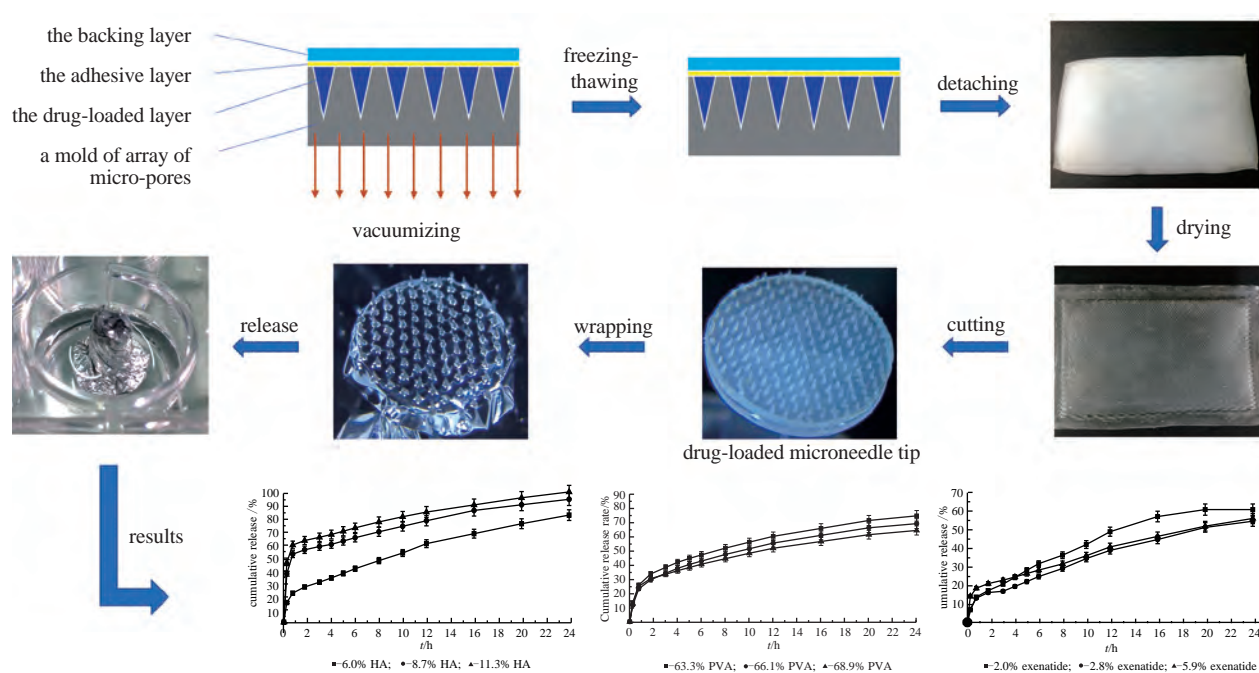 the backing layer
the adhesive layer
the drug-loaded layer
a mold of array of
micro-pores
vacuumizing
freezing-
thawing
detaching
drying
cutting
drug-loaded microneedle tip
wrapping
release
results
cumulative release /%
100
90
80
70
60
50
40
30
20
10
0 2 4 6 8 10 12 14 16 18 20 22 24
t/h
–6.0% HA; –8.7% HA; –11.3% HA
Cumulative release rate/%
90
80
70
60
50
40
30
20
10
0 2 4 6 8 10 12 14 16 18 20 22 24
t/h
–63.3% PVA; –66.1% PVA; –68.9% PVA
umulative release /%
70
60
50
40
30
20
10
0 2 4 6 8 10 12 14 16 18 20 22 24
t/h
–2.0% exenatide; –2.8% exenatide; –5.9% exenatide